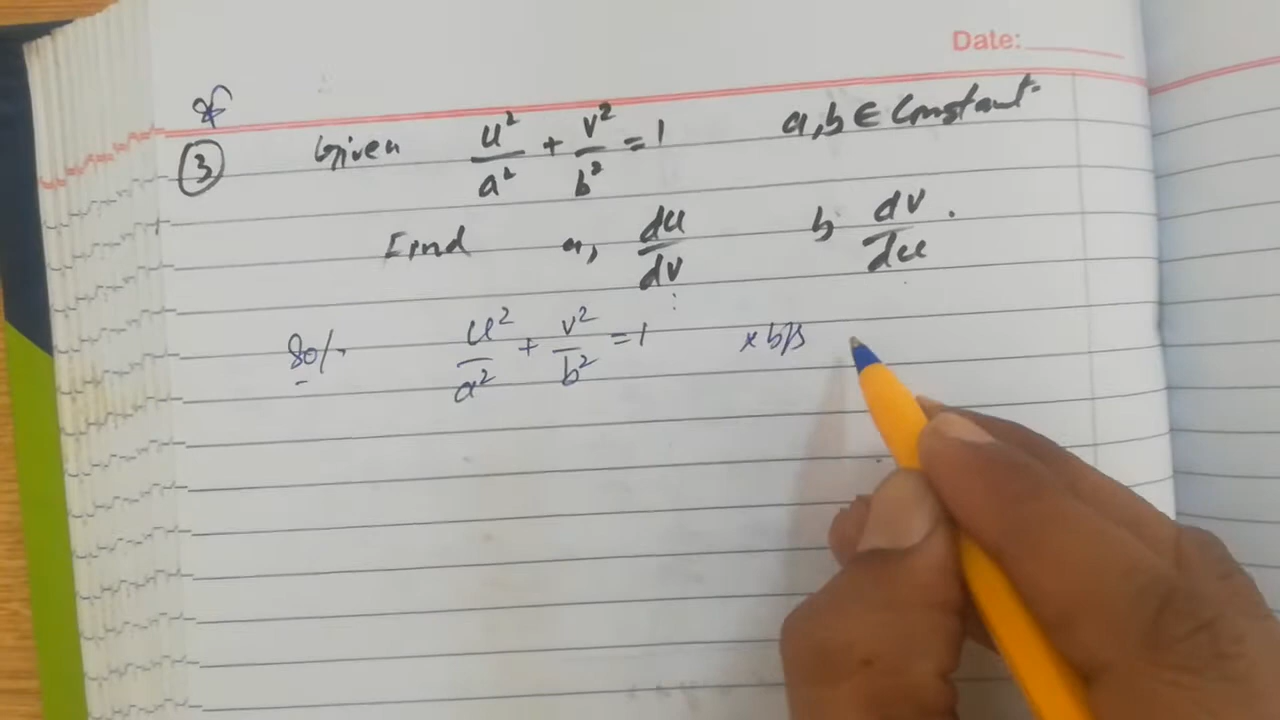 Date:
③ Given u²/a² + v²/b² = 1 a,b ∈ Constant
Find a, du/dv b, dv/du.
Sol. u²/a² + v²/b² = 1 × b/s